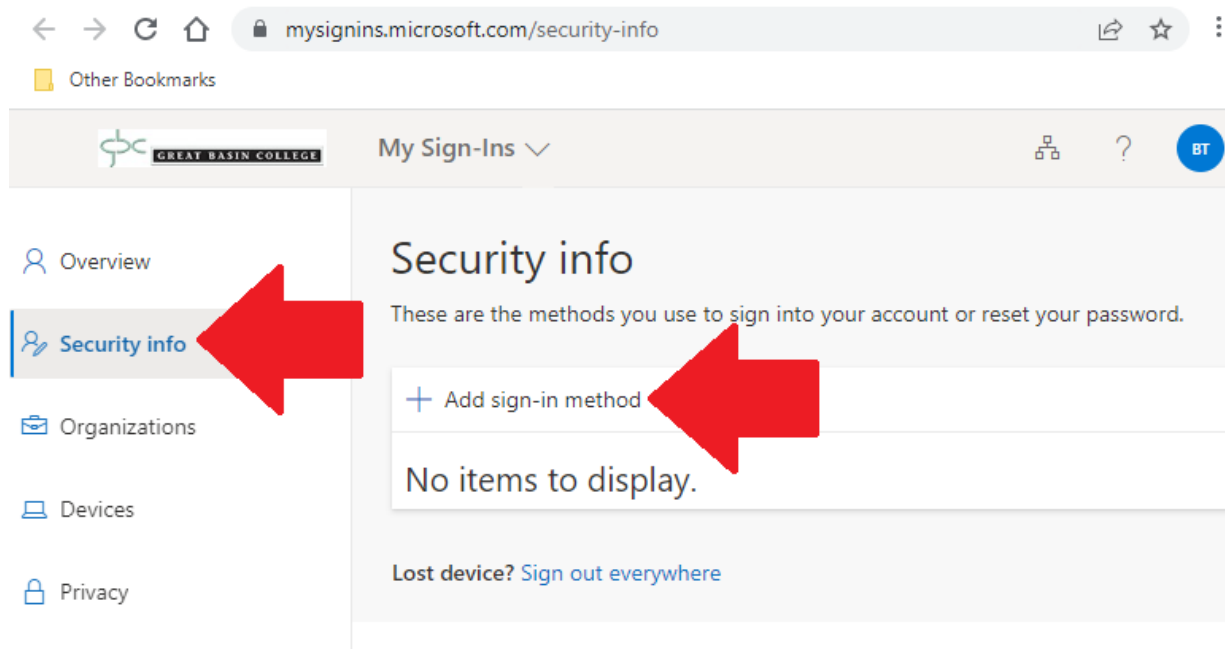 mysignins.microsoft.com/security-info
Other Bookmarks
gbc GREAT BASIN COLLEGE
My Sign-Ins
?
BT
Overview
Security info
Organizations
Devices
Privacy
Security info
These are the methods you use to sign into your account or reset your password.
+ Add sign-in method
No items to display.
Lost device? Sign out everywhere